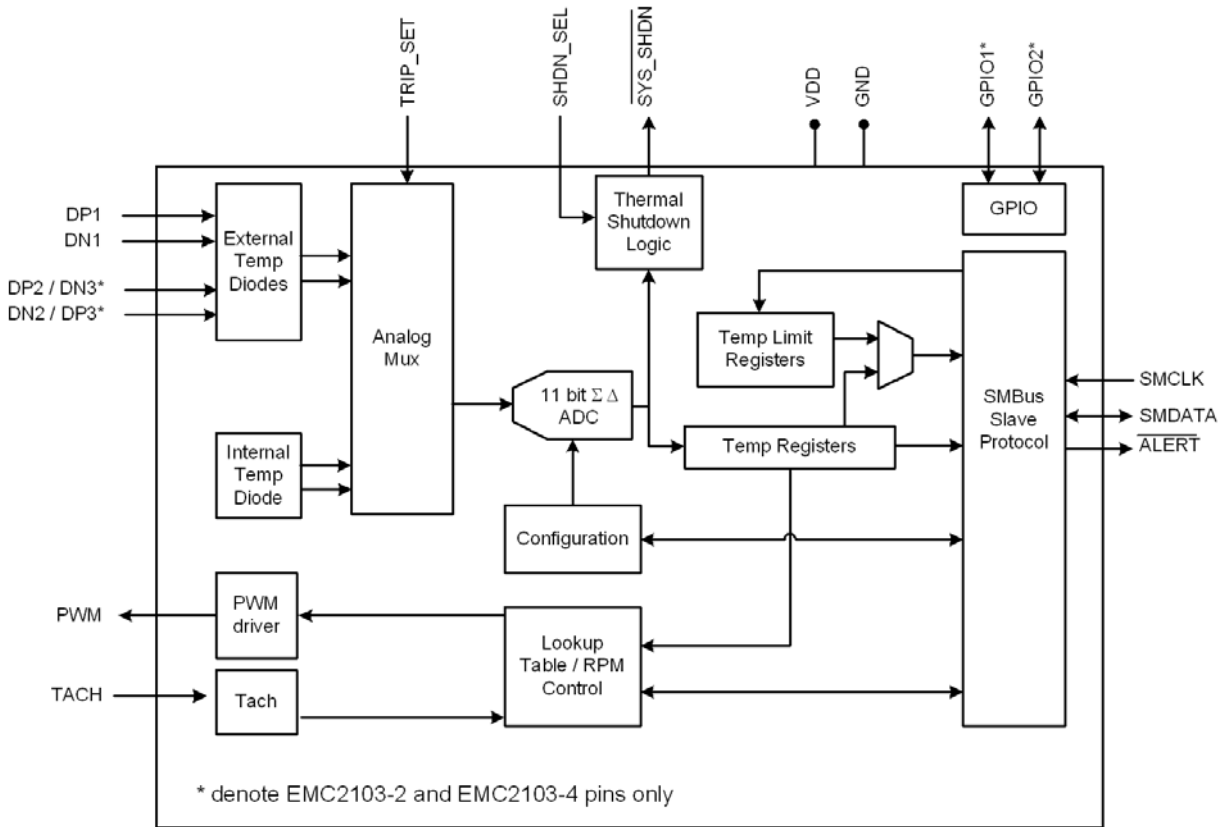 TRIP_SET
SHDN_SEL
SYS_SHDN
VDD
GND
GPIO1*
GPIO2*
DP1
DN1
DP2 / DN3*
DN2 / DP3*
External
Temp
Diodes
Analog
Mux
Thermal
Shutdown
Logic
GPIO
Temp Limit
Registers
11 bit Σ Δ
ADC
Temp Registers
SMBus
Slave
Protocol
SMCLK
SMDATA
ALERT
Internal
Temp
Diode
Configuration
PWM
PWM
driver
Lookup
Table / RPM
Control
TACH
Tach
* denote EMC2103-2 and EMC2103-4 pins only